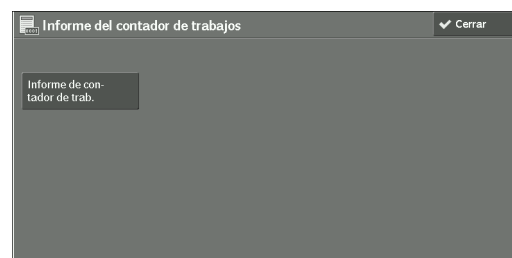 Informe del contador de trabajos
Cerrar
Informe de con-
tador de trab.